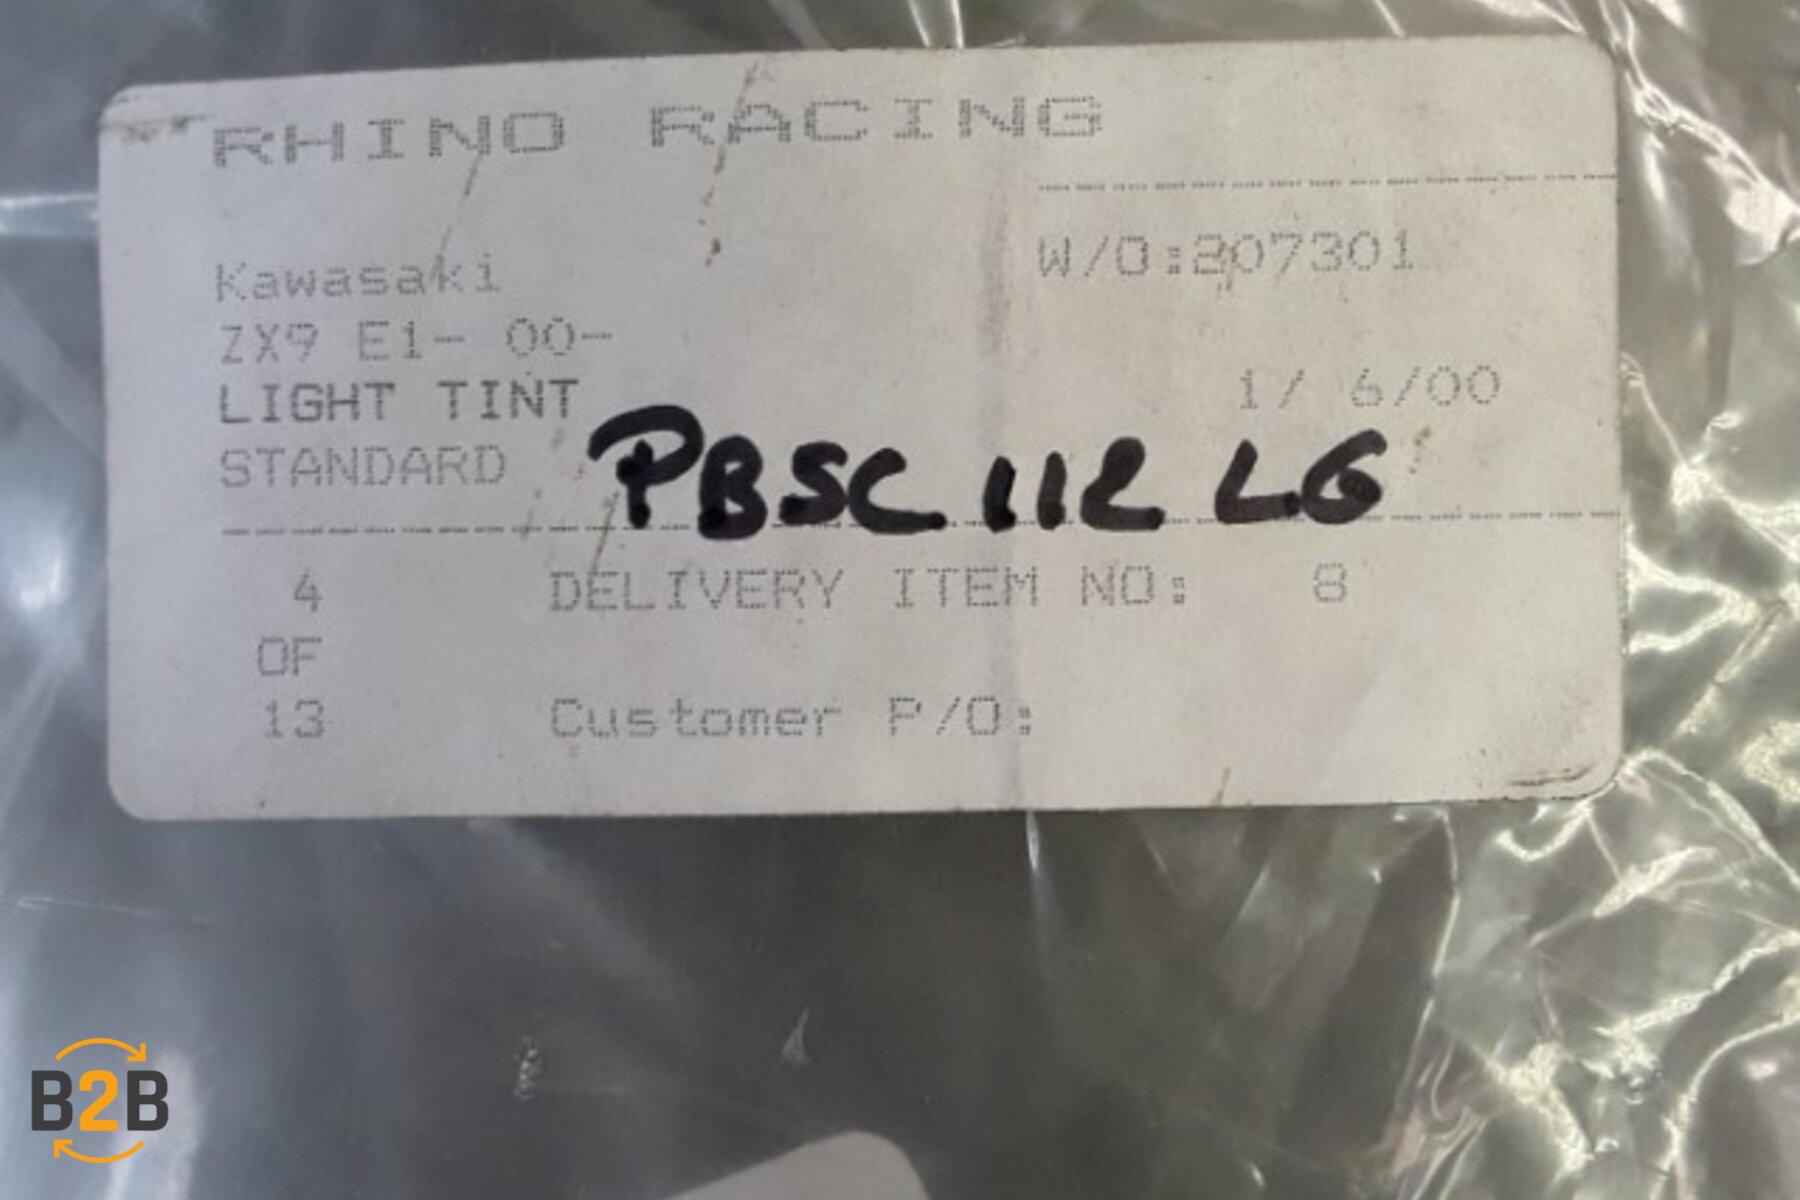 RHINO RACING
W/O:207301
Kawasaki
ZX9 E1- 00-
LIGHT TINT
1/ 6/00
STANDARD
PBSC 112 LG
4
DELIVERY ITEM NO: 8
OF
13
Customer P/O:
B2B